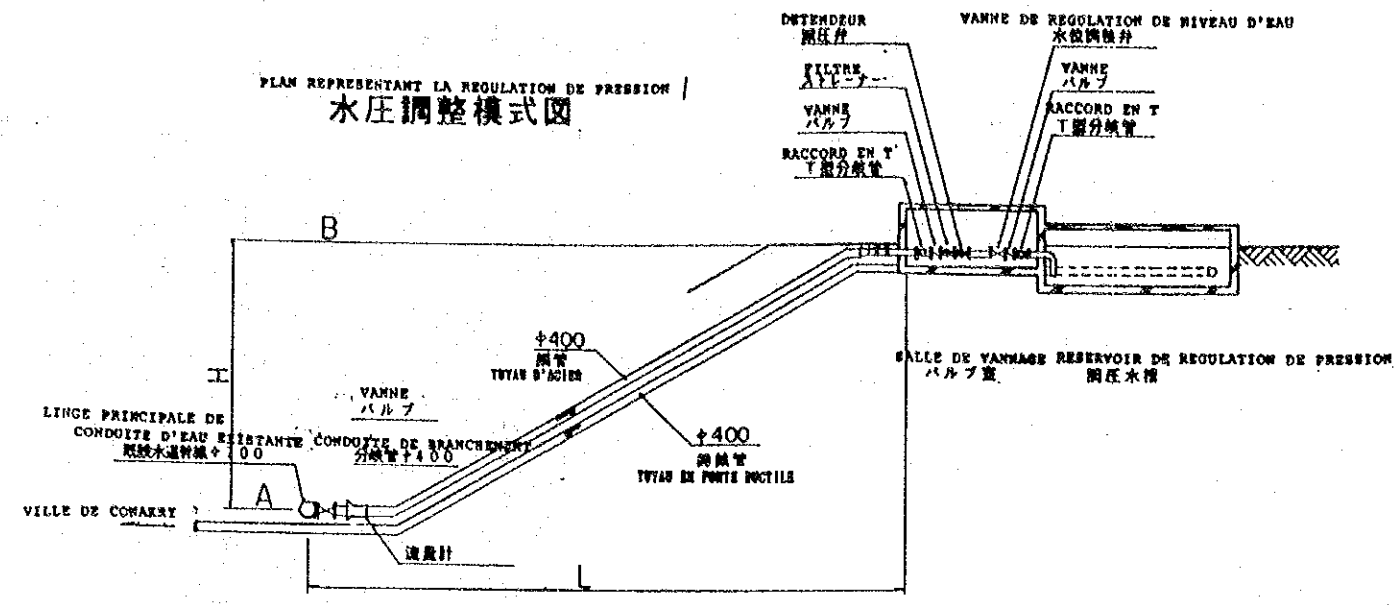 PLAN REPRESENTANT LA REGULATION DE PRESSION
水圧調整模式図
DETENDEUR
調圧弁
FILTRE
ストレーナー
VANNE
バルブ
RACCORD EN T
T型分岐管
VANNE DE REGULATION DE NIVEAU D'EAU
水位調整弁
VANNE
バルブ
RACCORD EN T
T型分岐管
B
H
φ400
鋼管
TUYAU D'ACIER
SALLE DE VANNAGE RESERVOIR DE REGULATION DE PRESSION
バルブ室 調圧水槽
VANNE
バルブ
LINGE PRINCIPALE DE
CONDUITE D'EAU EXISTANTE CONDUITE DE BRANCHEMENT
既設水道幹線φ700 分岐管φ400
φ400
鋳鉄管
TUYAU EN FONTE DUCTILE
A
VILLE DE CONAKRY
流量計
L